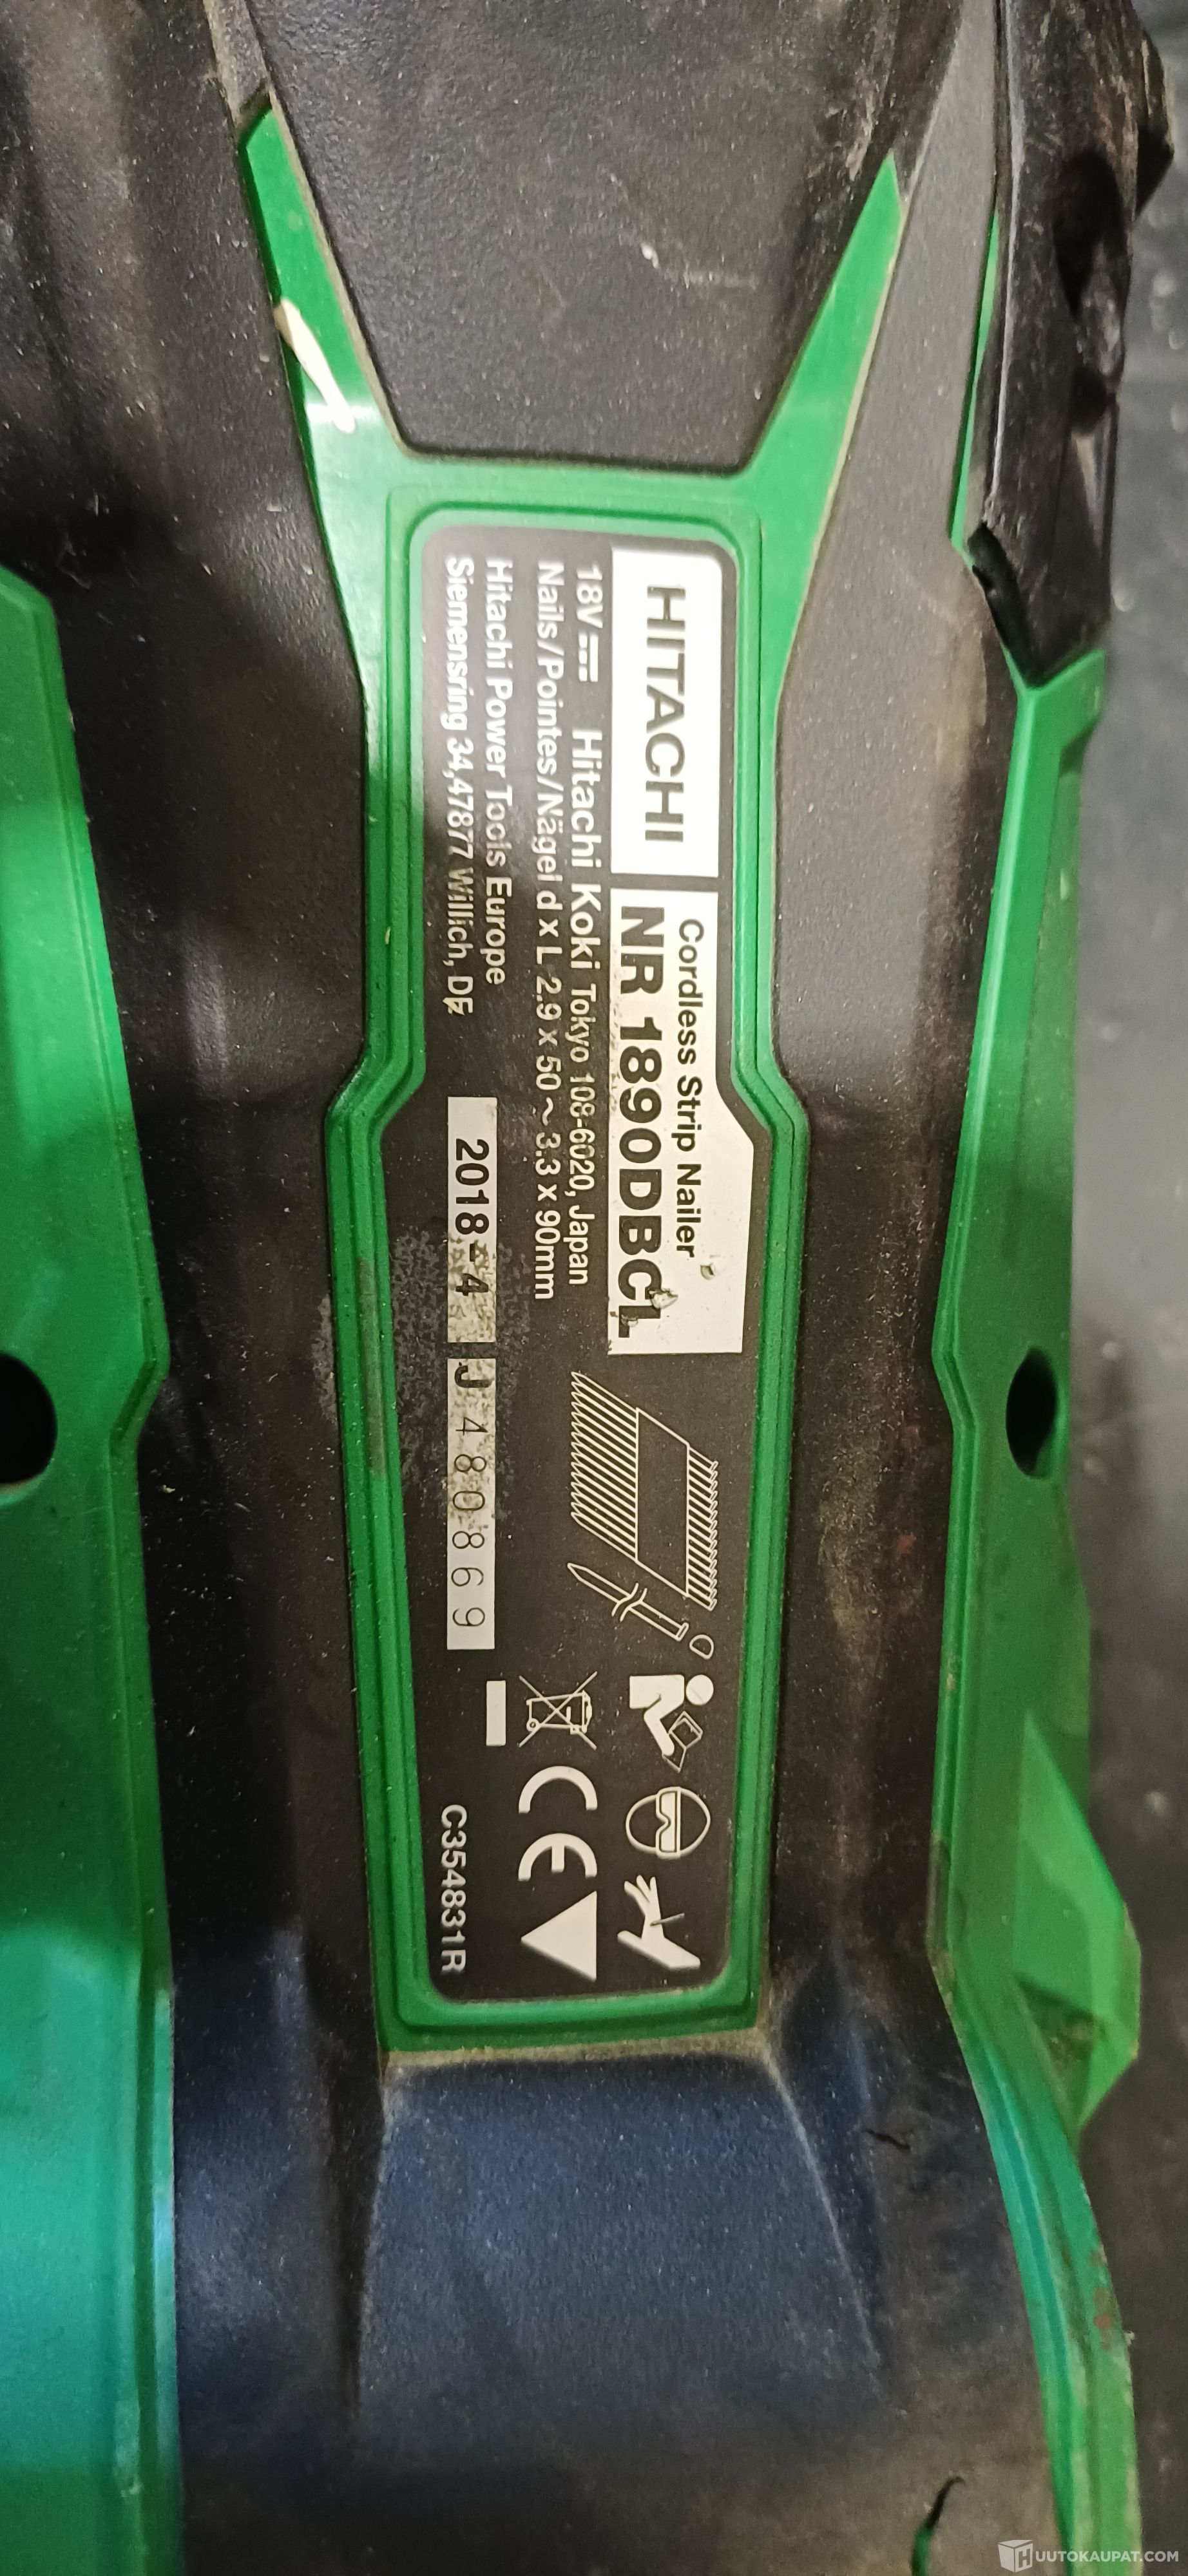 HITACHI
Cordless Strip Nailer
NR 1890DBCL
18V Hitachi Koki Tokyo 108-6020, Japan
Nails/Pointes/Nägel d x L 2.9 x 50 ~ 3.3 x 90mm
Hitachi Power Tools Europe
Siemensring 34,47877 Willich, DE
2018-4 J 480869
CE
C354831R
HUUTOKAUPAT.COM